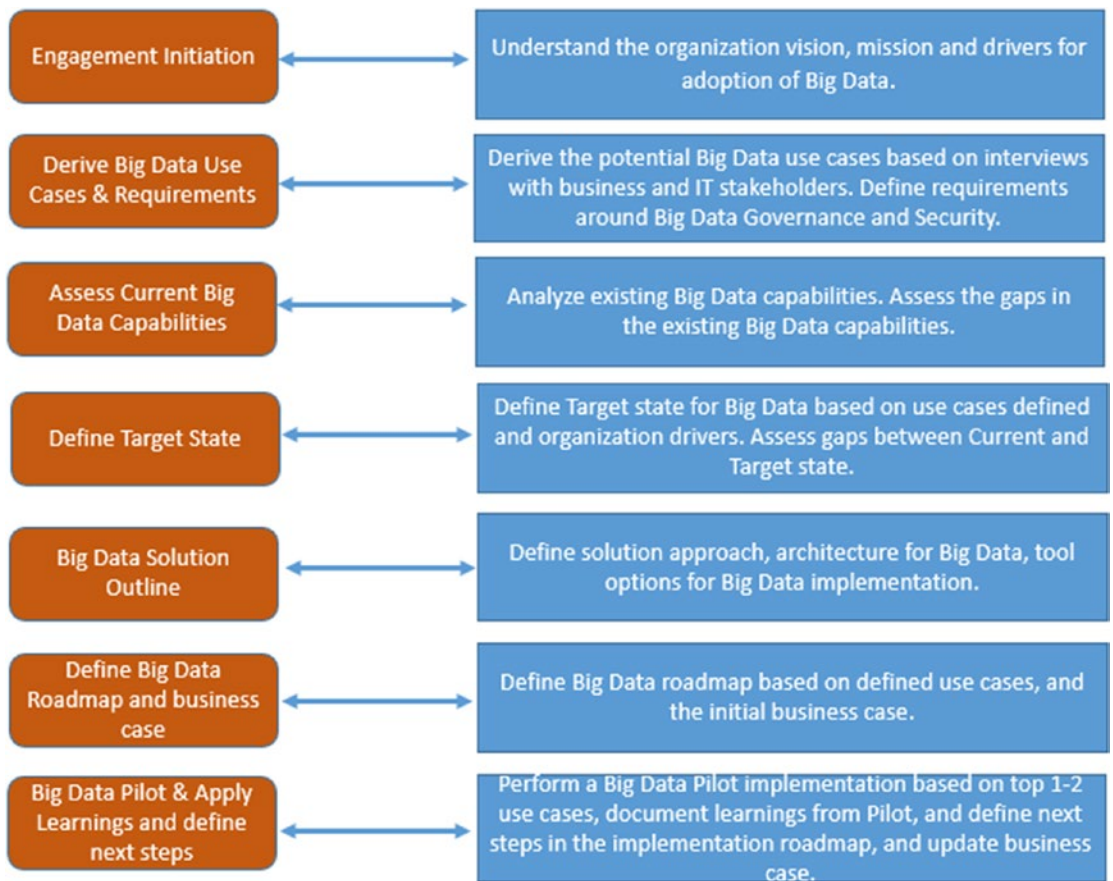 Engagement Initiation
Understand the organization vision, mission and drivers for
adoption of Big Data.
Derive Big Data Use
Cases & Requirements
Derive the potential Big Data use cases based on interviews
with business and IT stakeholders. Define requirements
around Big Data Governance and Security.
Assess Current Big
Data Capabilities
Analyze existing Big Data capabilities. Assess the gaps in
the existing Big Data capabilities.
Define Target State
Define Target state for Big Data based on use cases defined
and organization drivers. Assess gaps between Current and
Target state.
Big Data Solution
Outline
Define solution approach, architecture for Big Data, tool
options for Big Data implementation.
Define Big Data
Roadmap and business
case
Define Big Data roadmap based on defined use cases, and
the initial business case.
Big Data Pilot & Apply
Learnings and define
next steps
Perform a Big Data Pilot implementation based on top 1-2
use cases, document learnings from Pilot, and define next
steps in the implementation roadmap, and update business
case.